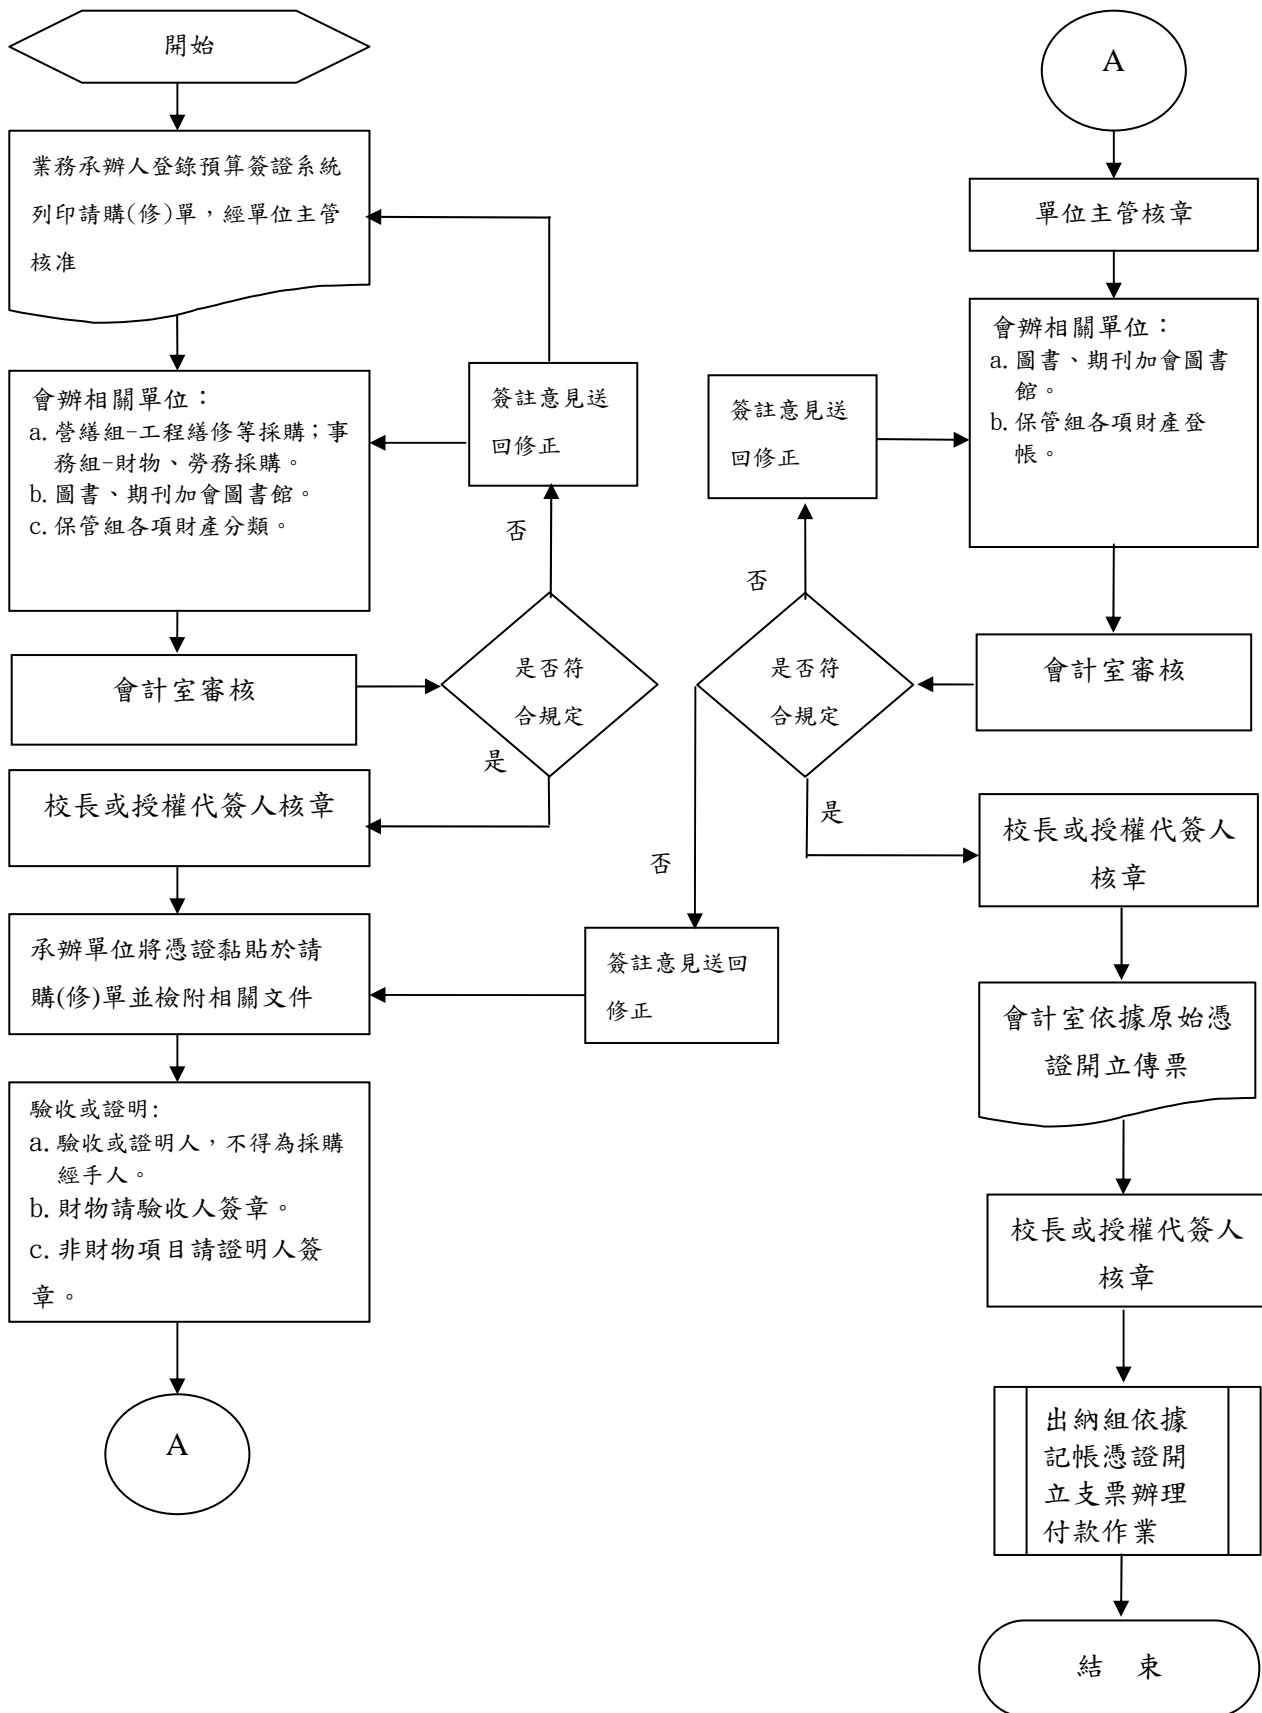 開始
業務承辦人登錄預算簽證系統
列印請購(修)單，經單位主管
核准
會辦相關單位：
a.營繕組-工程繕修等採購；事
務組-財物、勞務採購。
b.圖書、期刊加會圖書館。
c.保管組各項財產分類。
簽註意見送
回修正
否
會計室審核
是否符
合規定
是
校長或授權代簽人核章
承辦單位將憑證黏貼於請
購(修)單並檢附相關文件
驗收或證明:
a.驗收或證明人，不得為採購
經手人。
b.財物請驗收人簽章。
c.非財物項目請證明人簽
章。
A
A
單位主管核章
會辦相關單位：
a.圖書、期刊加會圖書
館。
b.保管組各項財產登
帳。
簽註意見送
回修正
否
會計室審核
是否符
合規定
是
否
簽註意見送回
修正
校長或授權代簽人
核章
會計室依據原始憑
證開立傳票
校長或授權代簽人
核章
出納組依據
記帳憑證開
立支票辦理
付款作業
結 束